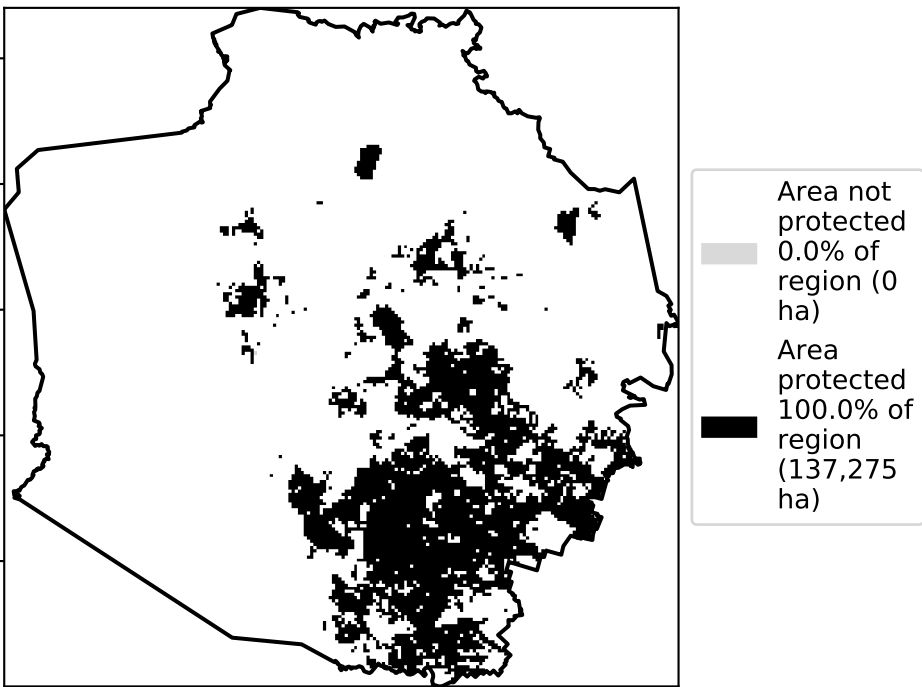 Area not
protected
0.0% of
region (0
ha)
Area
protected
100.0% of
region
(137,275
ha)